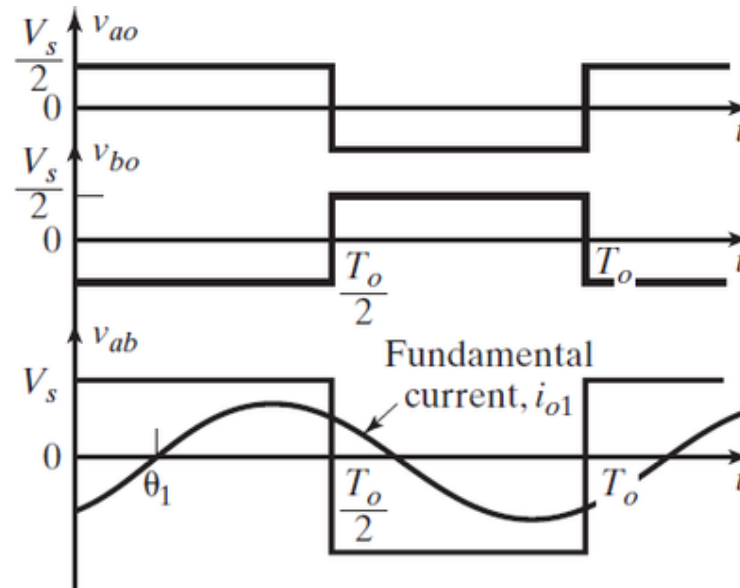 v_ao
V_s/2
0
t
v_bo
V_s/2
0
T_o/2
T_o
t
v_ab
V_s
Fundamental
current, i_o1
0
θ_1
T_o/2
T_o
t